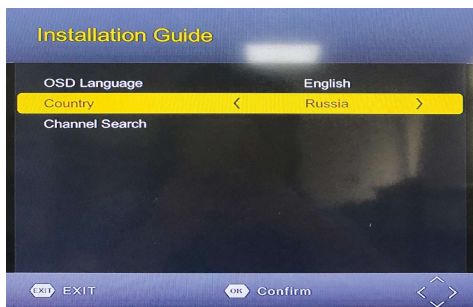 Installation Guide
OSD Language English
Country Russia
Channel Search
EXIT EXIT OK Confirm